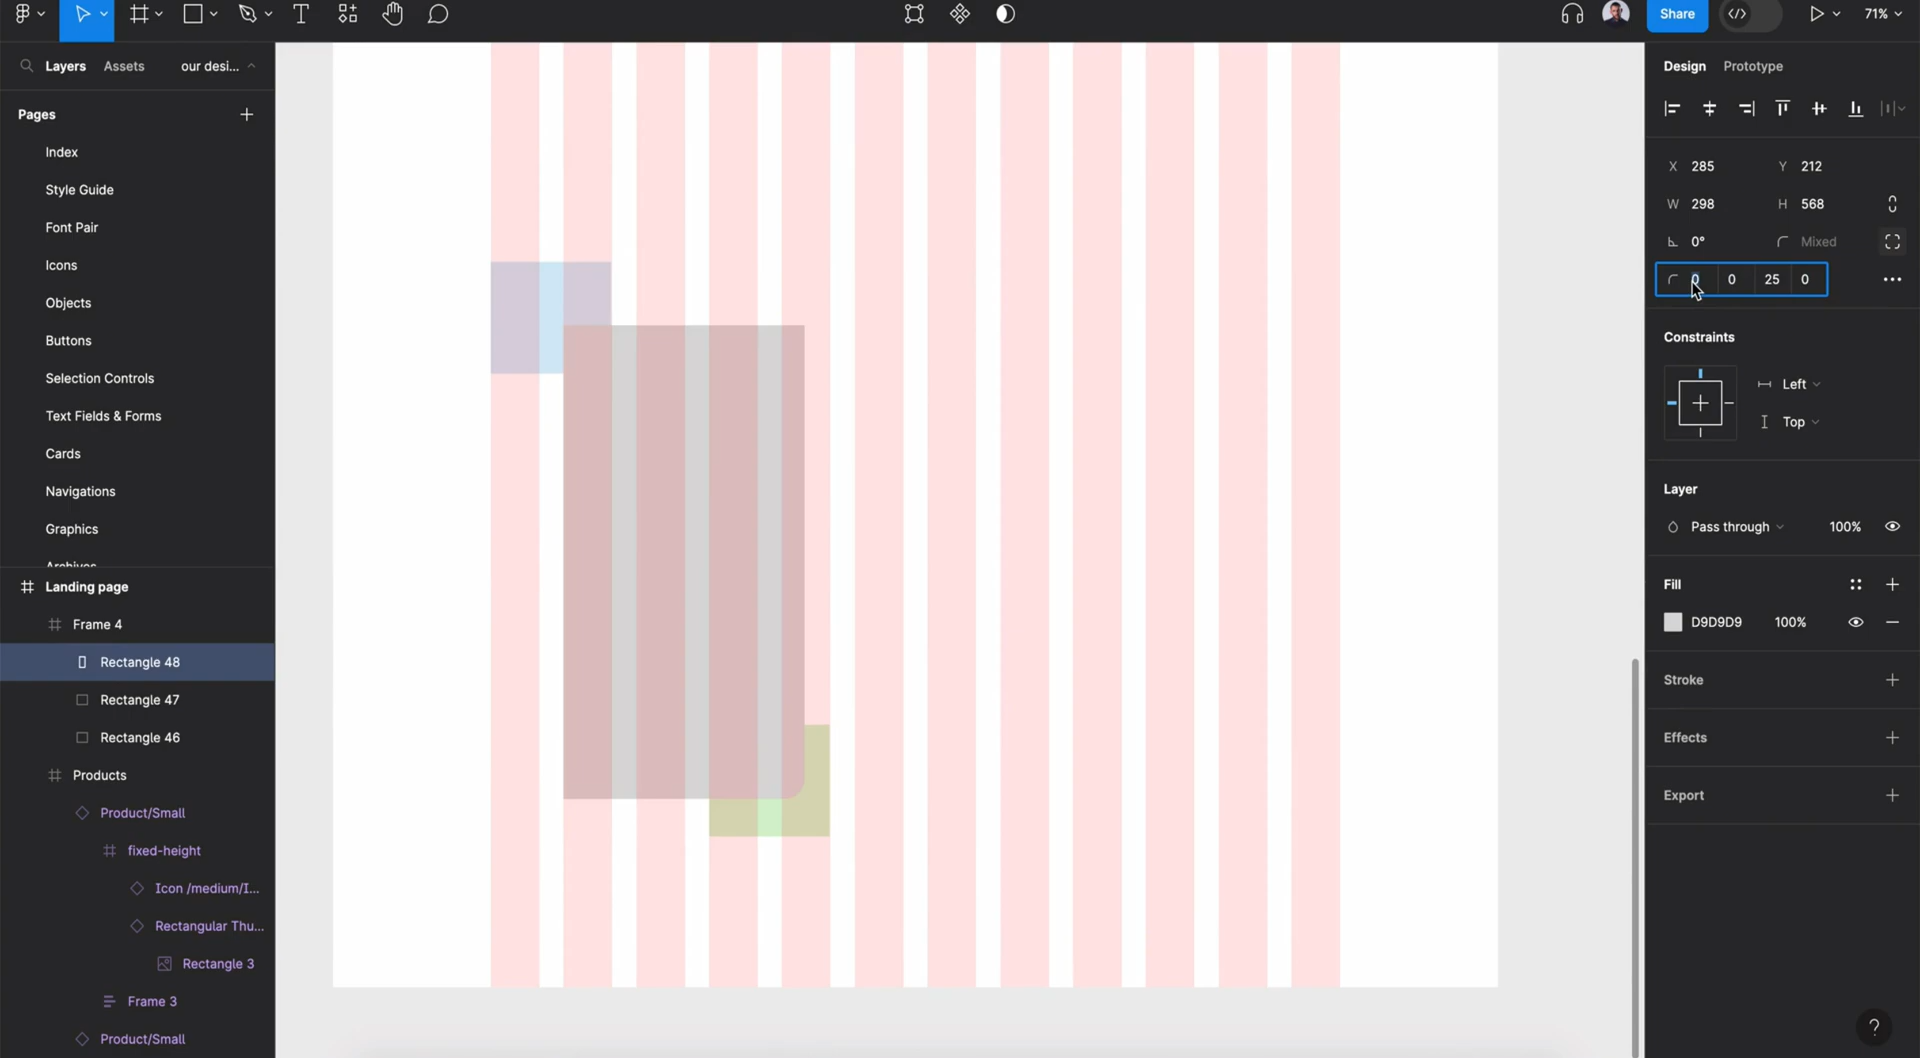 Share
71%
Layers Assets our desi...
Pages
Index
Style Guide
Font Pair
Icons
Objects
Buttons
Selection Controls
Text Fields & Forms
Cards
Navigations
Graphics
Archives
Landing page
Frame 4
Rectangle 48
Rectangle 47
Rectangle 46
Products
Product/Small
fixed-height
Icon /medium/I...
Rectangular Thu...
Rectangle 3
Frame 3
Product/Small
Design Prototype
X 285 Y 212
W 298 H 568
0° Mixed
0 0 25 0
Constraints
Left
Top
Layer
Pass through 100%
Fill
D9D9D9 100%
Stroke
Effects
Export
?